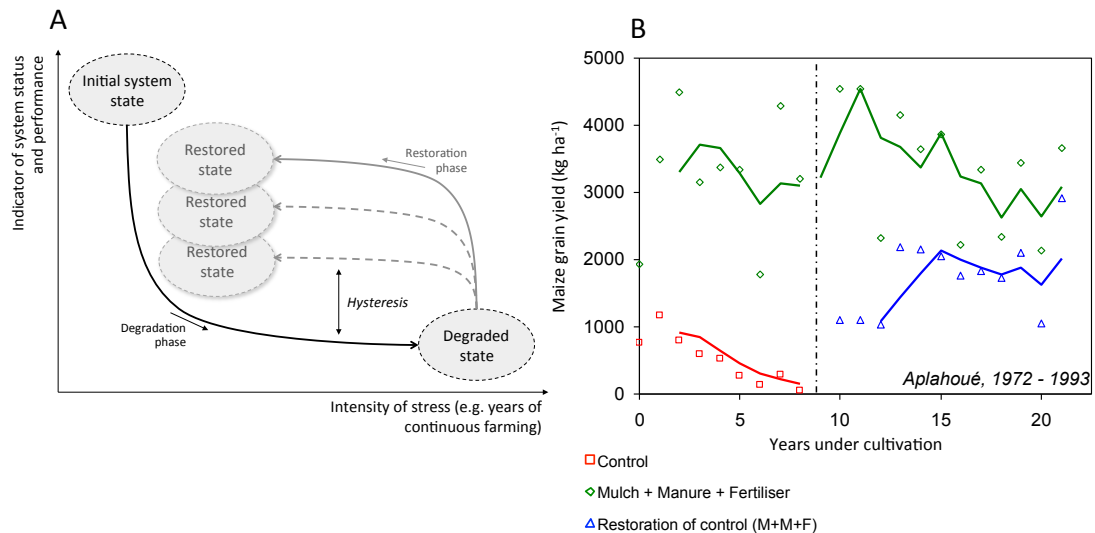 A
Indicator of system status
and performance
Initial system
state
Restored
state
Restored
state
Restored
state
Restoration
phase
Hysteresis
Degradation
phase
Degraded
state
Intensity of stress (e.g. years of
continuous farming)
B
Maize grain yield (kg ha⁻¹)
5000
4000
3000
2000
1000
0
Aplahoué, 1972 - 1993
0
5
10
15
20
Years under cultivation
Control
Mulch + Manure + Fertiliser
Restoration of control (M+M+F)